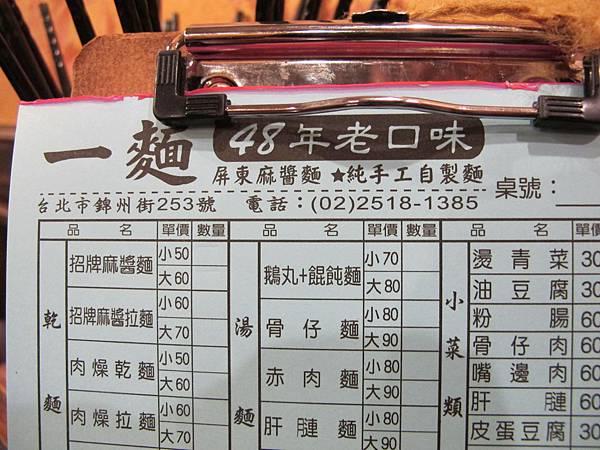 一麵 48年老口味
屏東麻醬麵 ★純手工自製麵
桌號：
台北市錦州街253號 電話：(02)2518-1385
品名 單價 數量 品名 單價 數量 品名 單價
乾麵
招牌麻醬麵 小50 大60
招牌麻醬拉麵 小60 大70
肉燥乾麵 小50 大60
肉燥拉麵 小60 大70
湯麵
鵝丸+餛飩麵 小70 大80
骨仔麵 小80 大90
赤肉麵 小80 大90
肝膤麵 小80 大90
小菜類
燙青菜 30
油豆腐 30
粉腸 60
骨仔肉 60
嘴邊肉 60
肝膤 60
皮蛋豆腐 30